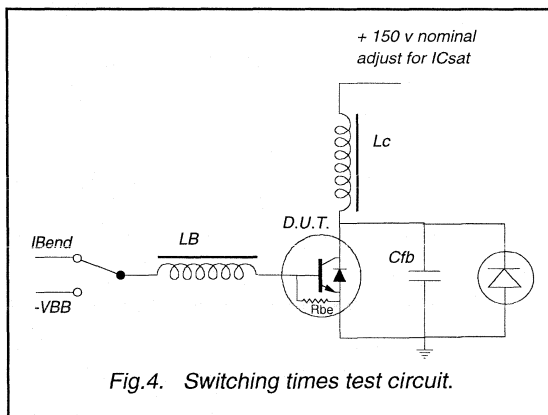 + 150 v nominal
adjust for ICsat
Lc
D.U.T.
IBend
LB
Cfb
-VBB
Rbe
Fig.4. Switching times test circuit.